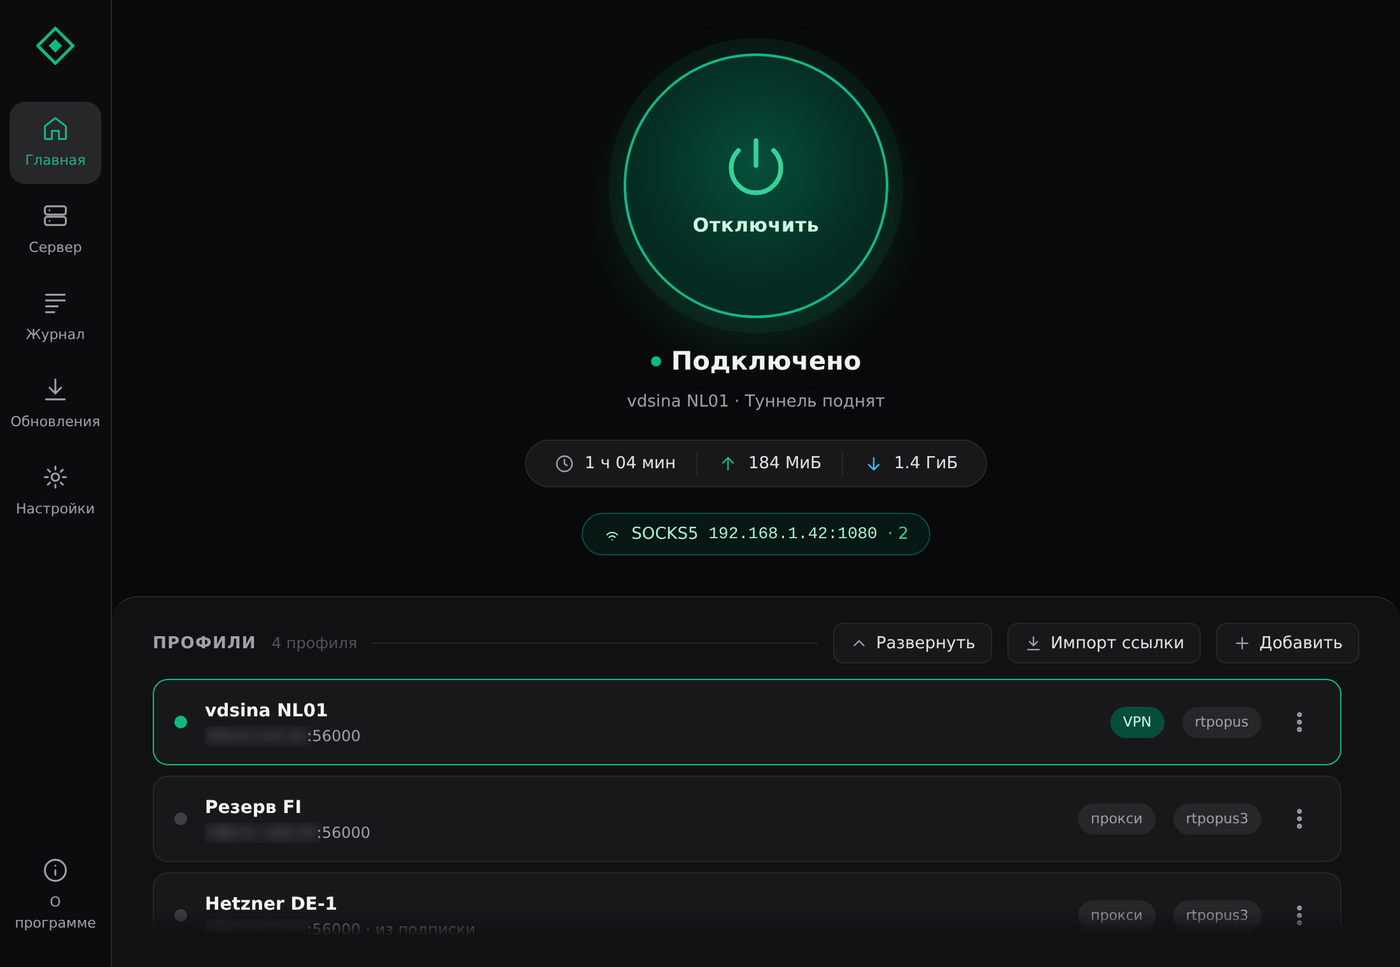 Главная
Сервер
Журнал
Обновления
Настройки
О
программе
Отключить
Подключено
vdsina NL01 · Туннель поднят
1 ч 04 мин
184 МиБ
1.4 ГиБ
SOCKS5 192.168.1.42:1080 · 2
ПРОФИЛИ 4 профиля
Развернуть
Импорт ссылки
Добавить
vdsina NL01
:56000
VPN
rtpopus
Резерв FI
:56000
прокси
rtpopus3
Hetzner DE-1
:56000 · из подписки
прокси
rtpopus3